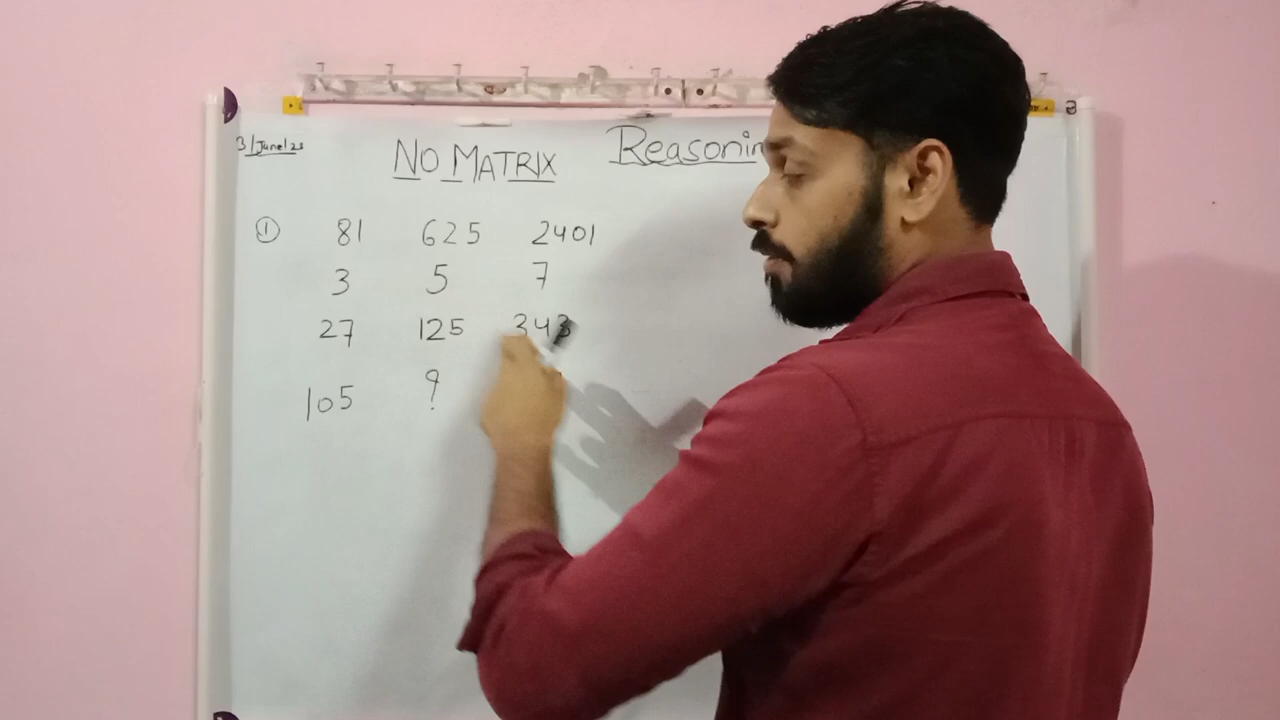 3/June/23
NO MATRIX
Reasonin
① 81 625 2401
3 5 7
27 125 343
105 ?